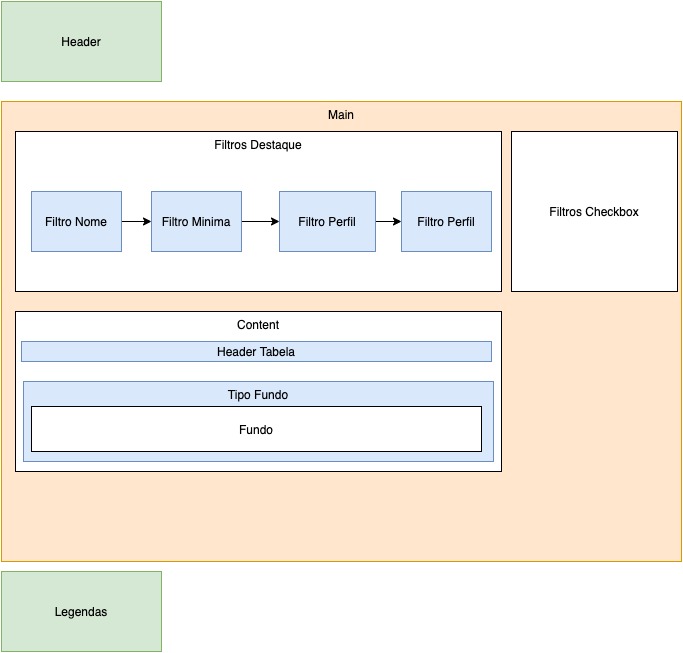 Header
Main
Filtros Destaque
Filtro Nome
Filtro Minima
Filtro Perfil
Filtro Perfil
Filtros Checkbox
Content
Header Tabela
Tipo Fundo
Fundo
Legendas